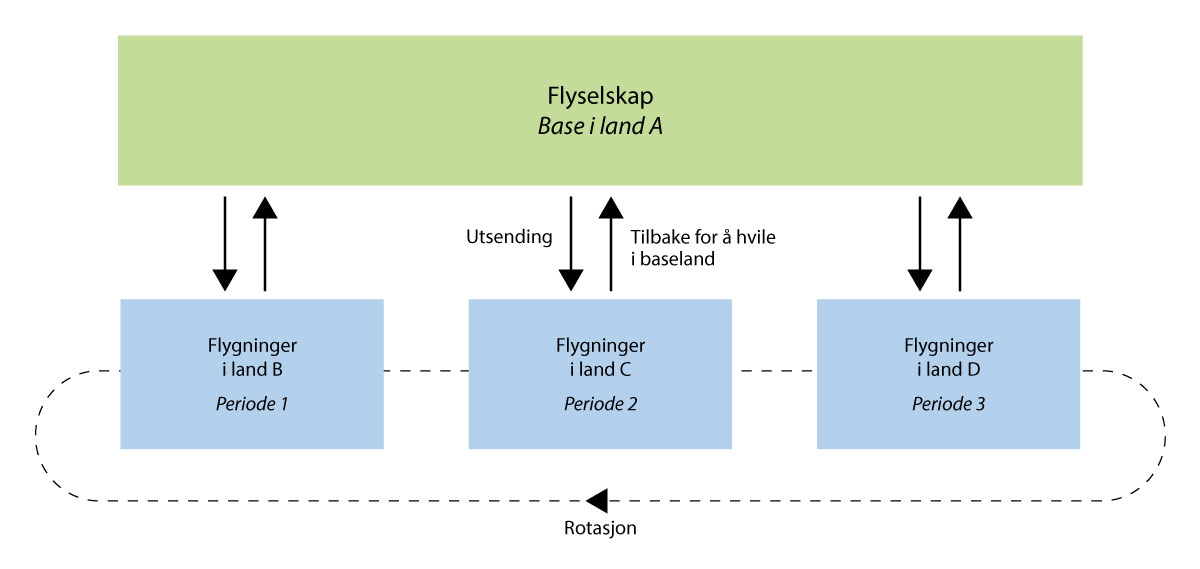 Flyselskap
Base i land A
Utsending
Tilbake for å hvile
i baseland
Flygninger
i land B
Periode 1
Flygninger
i land C
Periode 2
Flygninger
i land D
Periode 3
Rotasjon